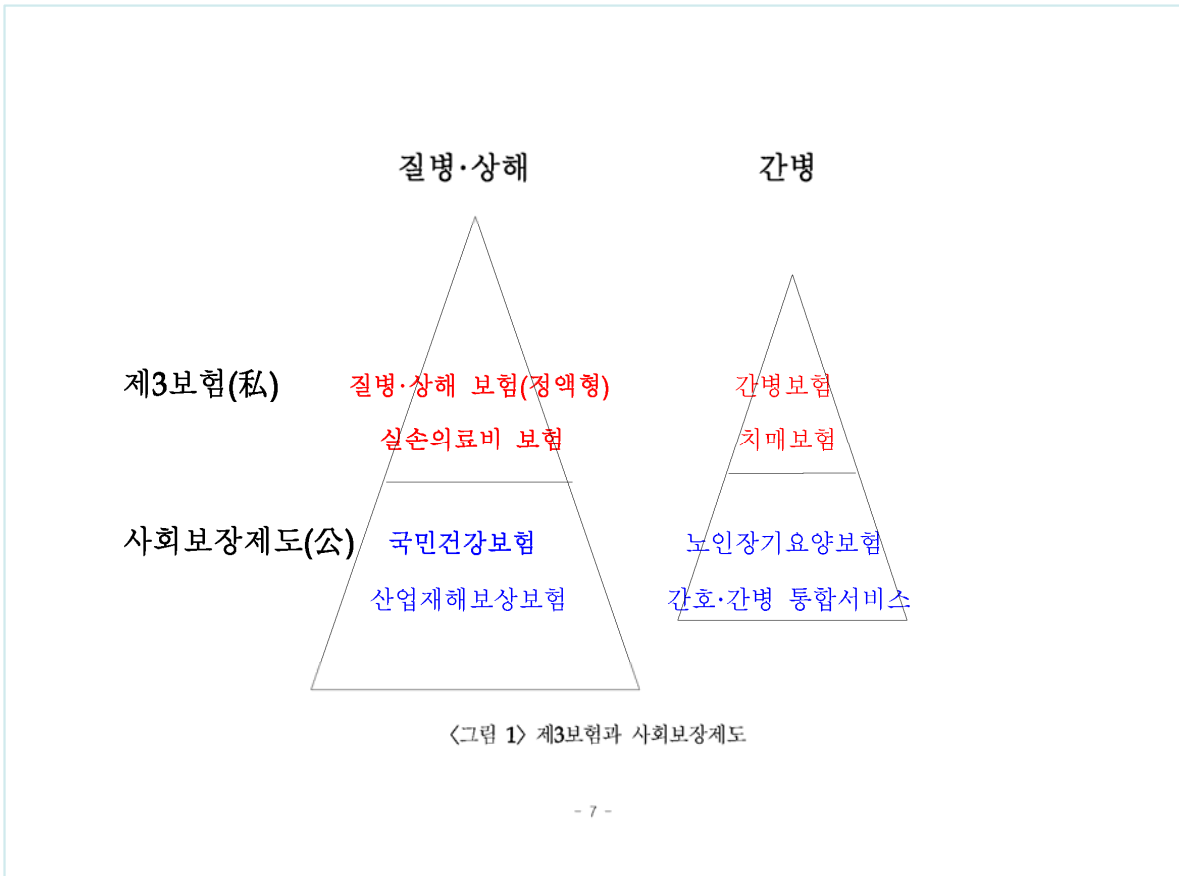 질병·상해 간병
제3보험(私) 질병·상해 보험(정액형) 간병보험
실손의료비 보험 치매보험
사회보장제도(公) 국민건강보험 노인장기요양보험
산업재해보상보험 간호·간병 통합서비스
<그림 1> 제3보험과 사회보장제도
- 7 -